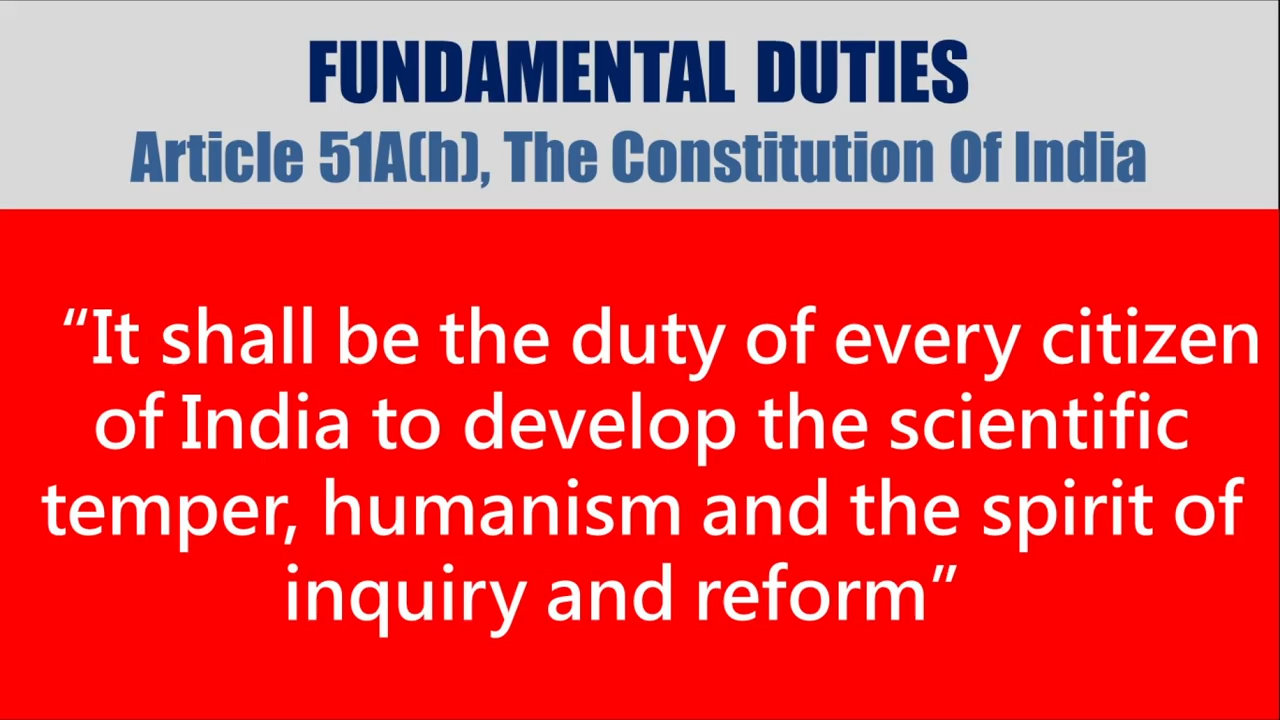 FUNDAMENTAL DUTIES
Article 51A(h), The Constitution Of India
“It shall be the duty of every citizen
of India to develop the scientific
temper, humanism and the spirit of
inquiry and reform”